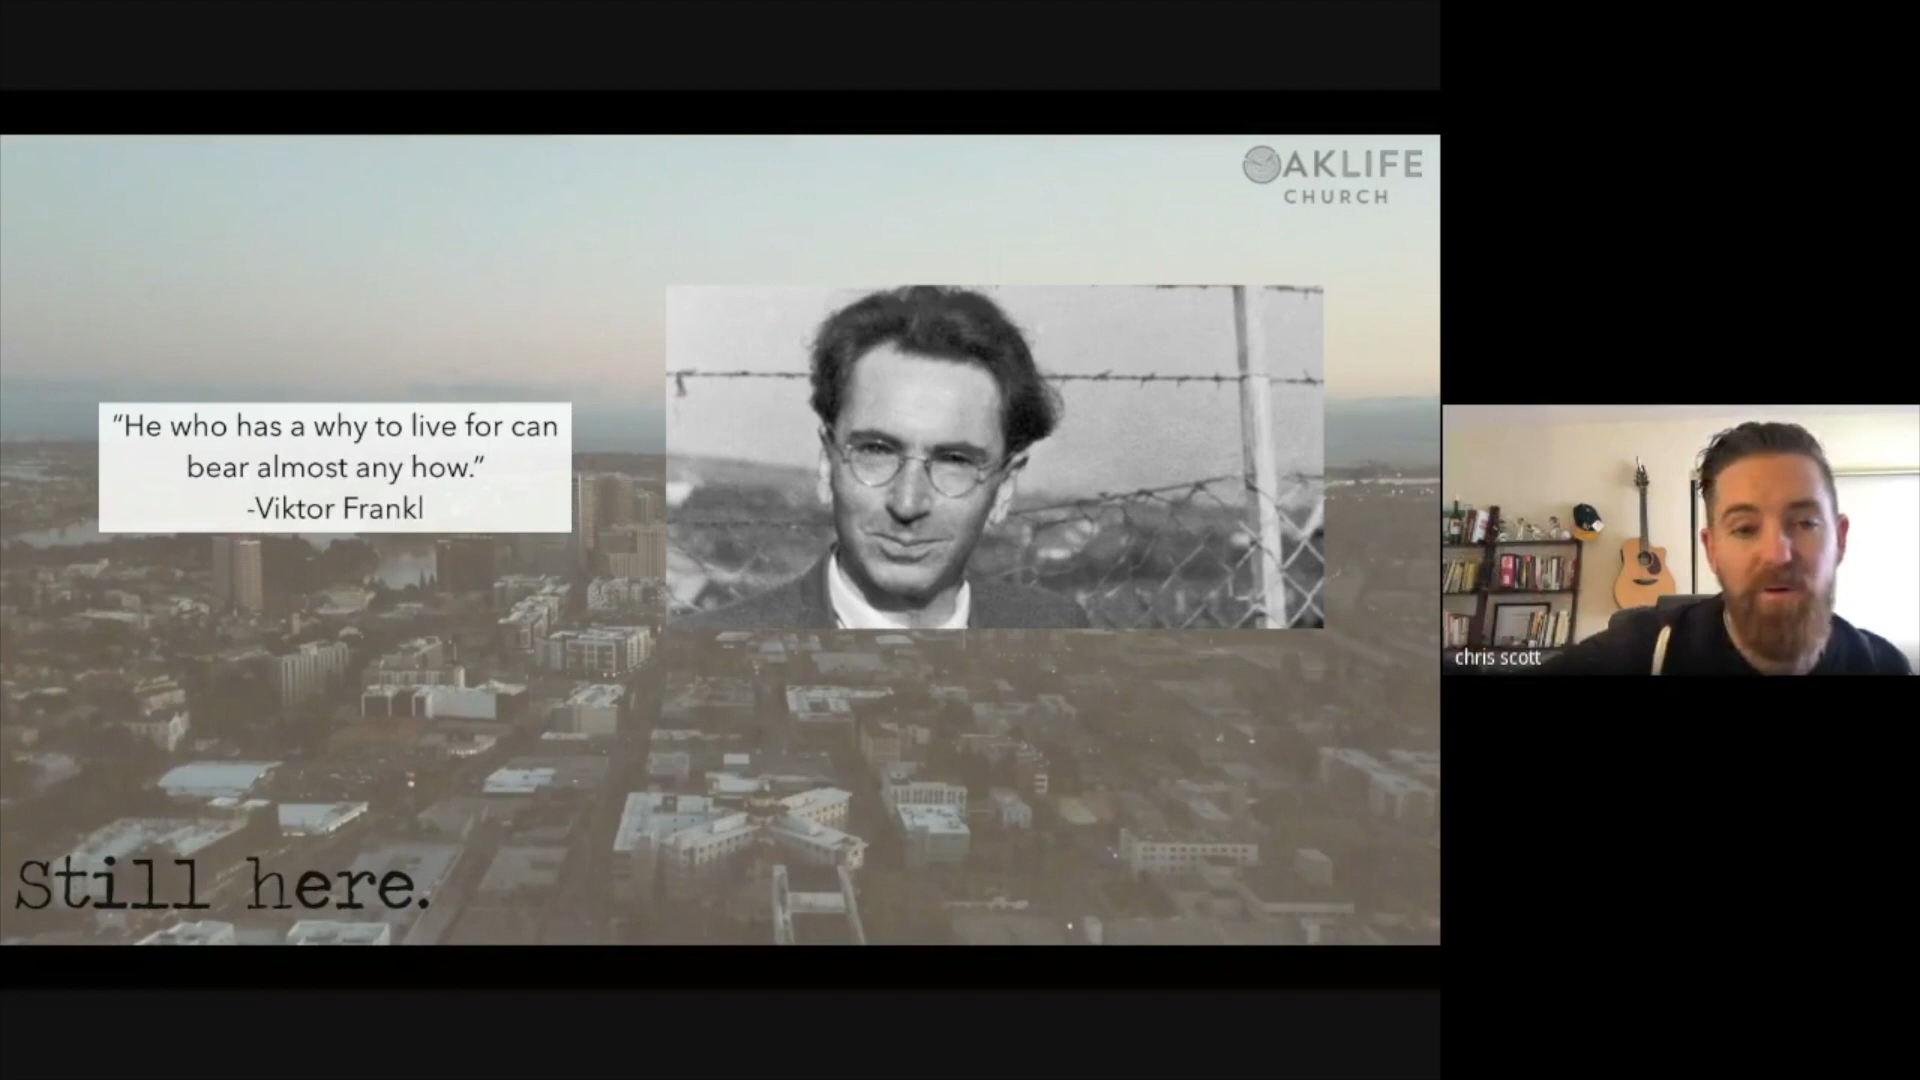 OAKLIFE
CHURCH
“He who has a why to live for can
bear almost any how.”
-Viktor Frankl
chris scott
Still here.